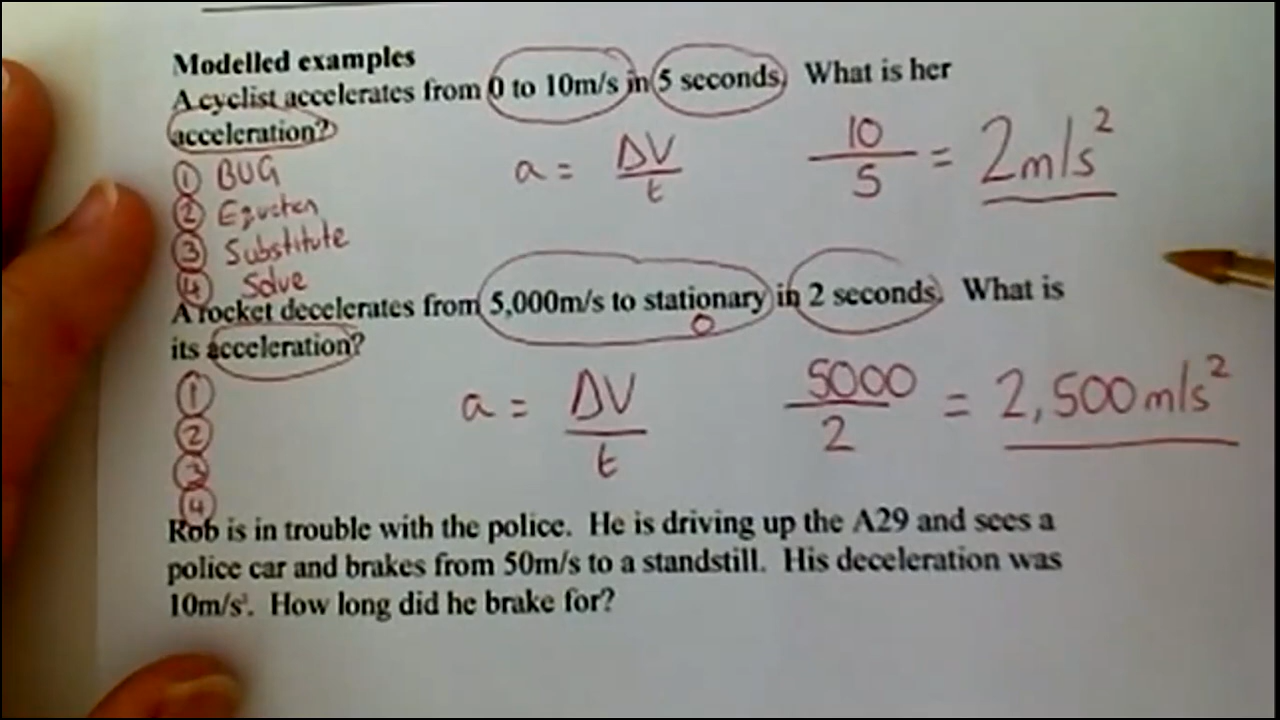 Modelled examples
A cyclist accelerates from 0 to 10m/s in 5 seconds. What is her
acceleration?
① BUG
② Equation
③ Substitute
④ Solve
a = ΔV / t
10 / 5 = 2m/s²
A rocket decelerates from 5,000m/s to stationary in 2 seconds. What is
0
its acceleration?
①
②
③
④
a = ΔV / t
5000 / 2 = 2,500m/s²
Rob is in trouble with the police. He is driving up the A29 and sees a
police car and brakes from 50m/s to a standstill. His deceleration was
10m/s². How long did he brake for?